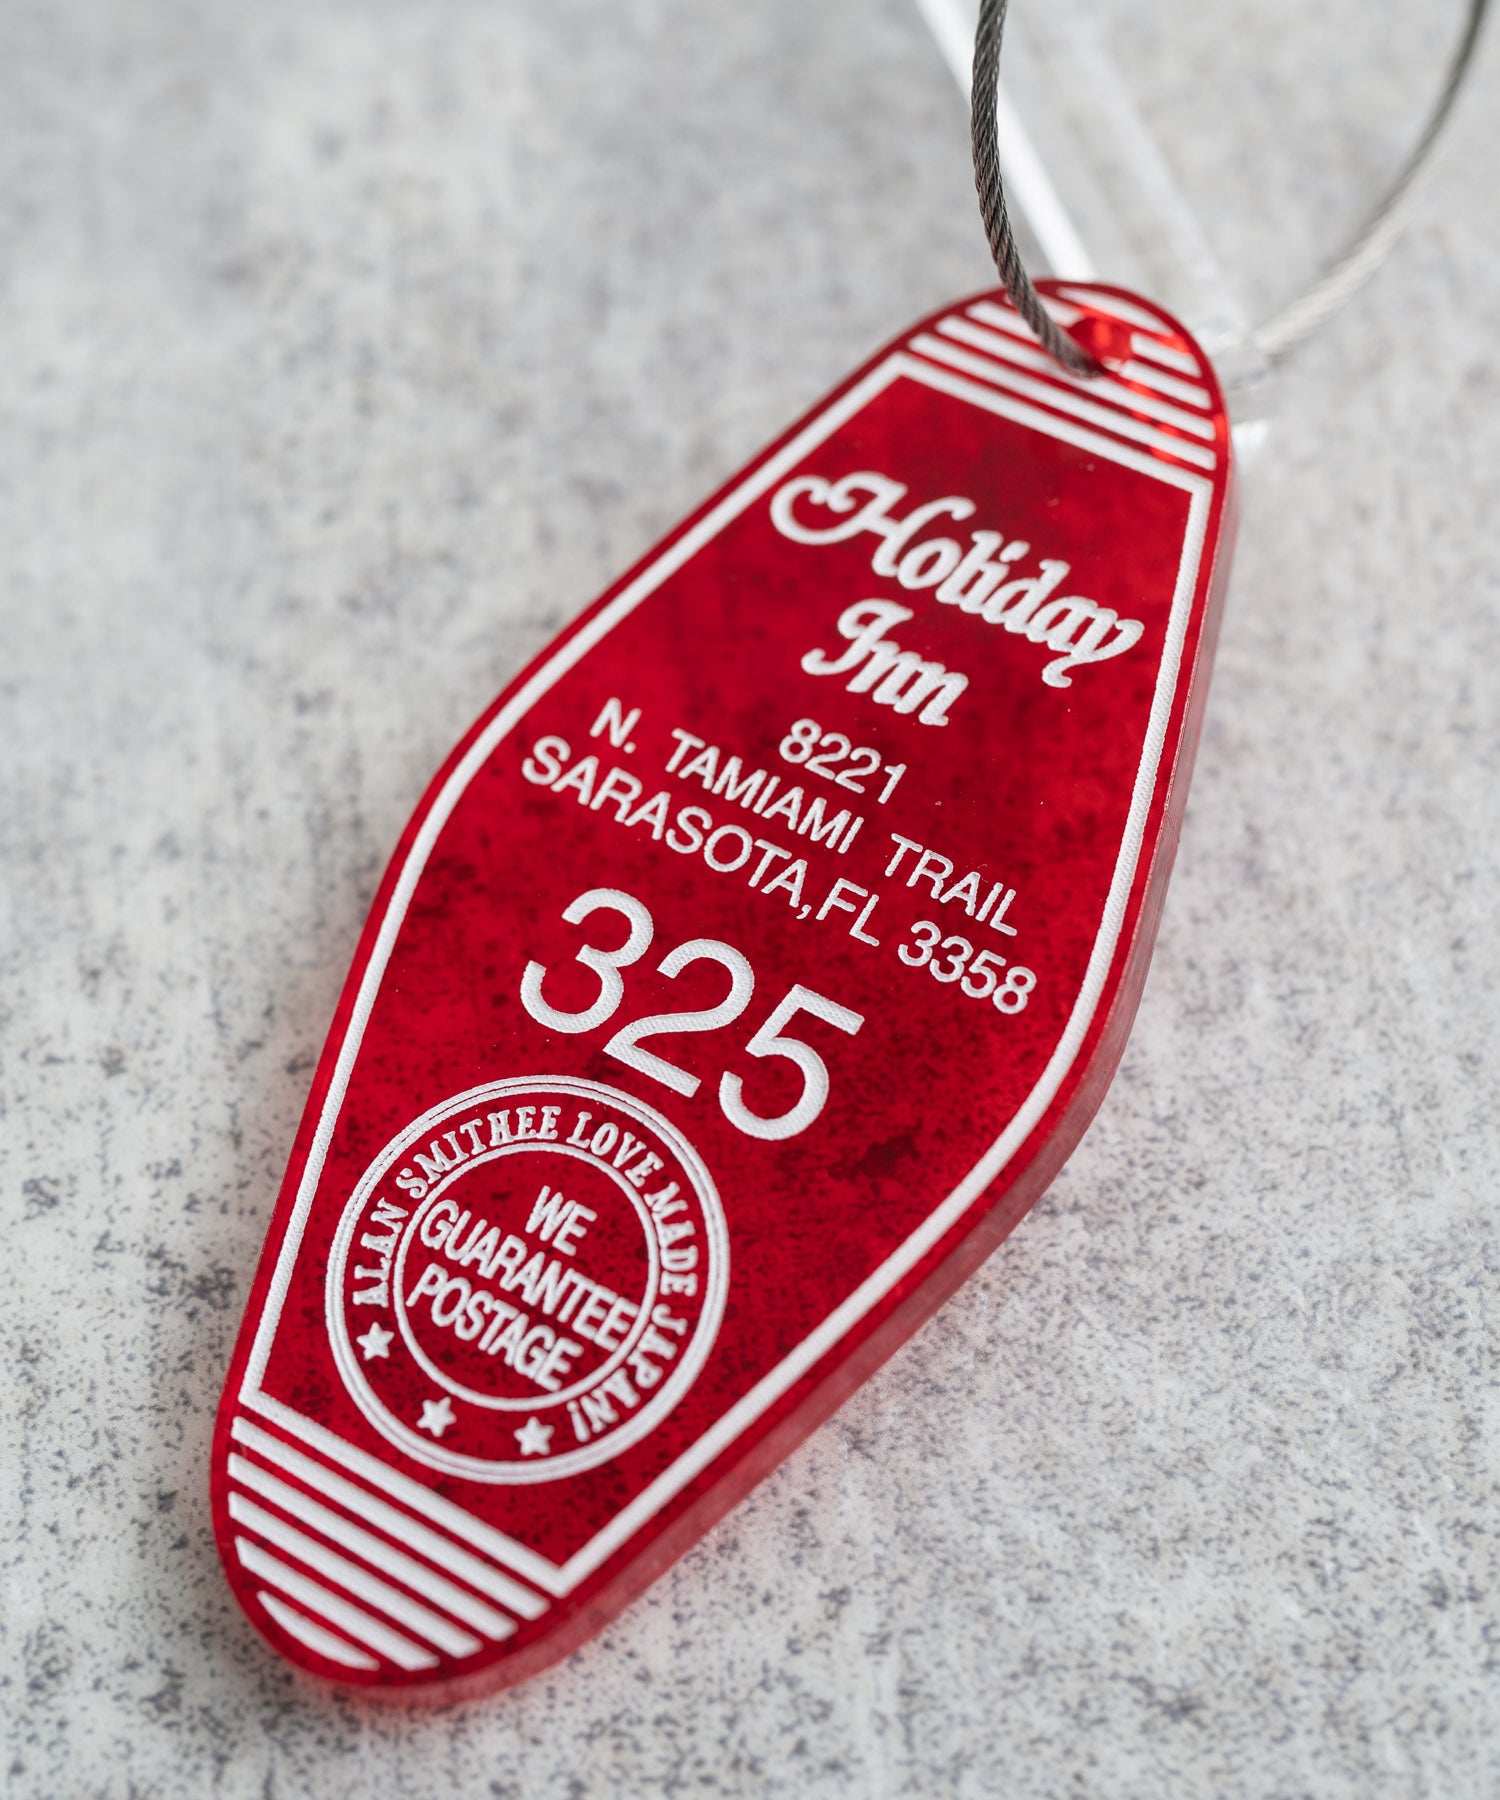 Holiday
Inn
8221
N. TAMIAMI TRAIL
SARASOTA, FL 3358
325
ALAN SMITHEE LOVE MADE JAPAN!
WE
GUARANTEE
POSTAGE